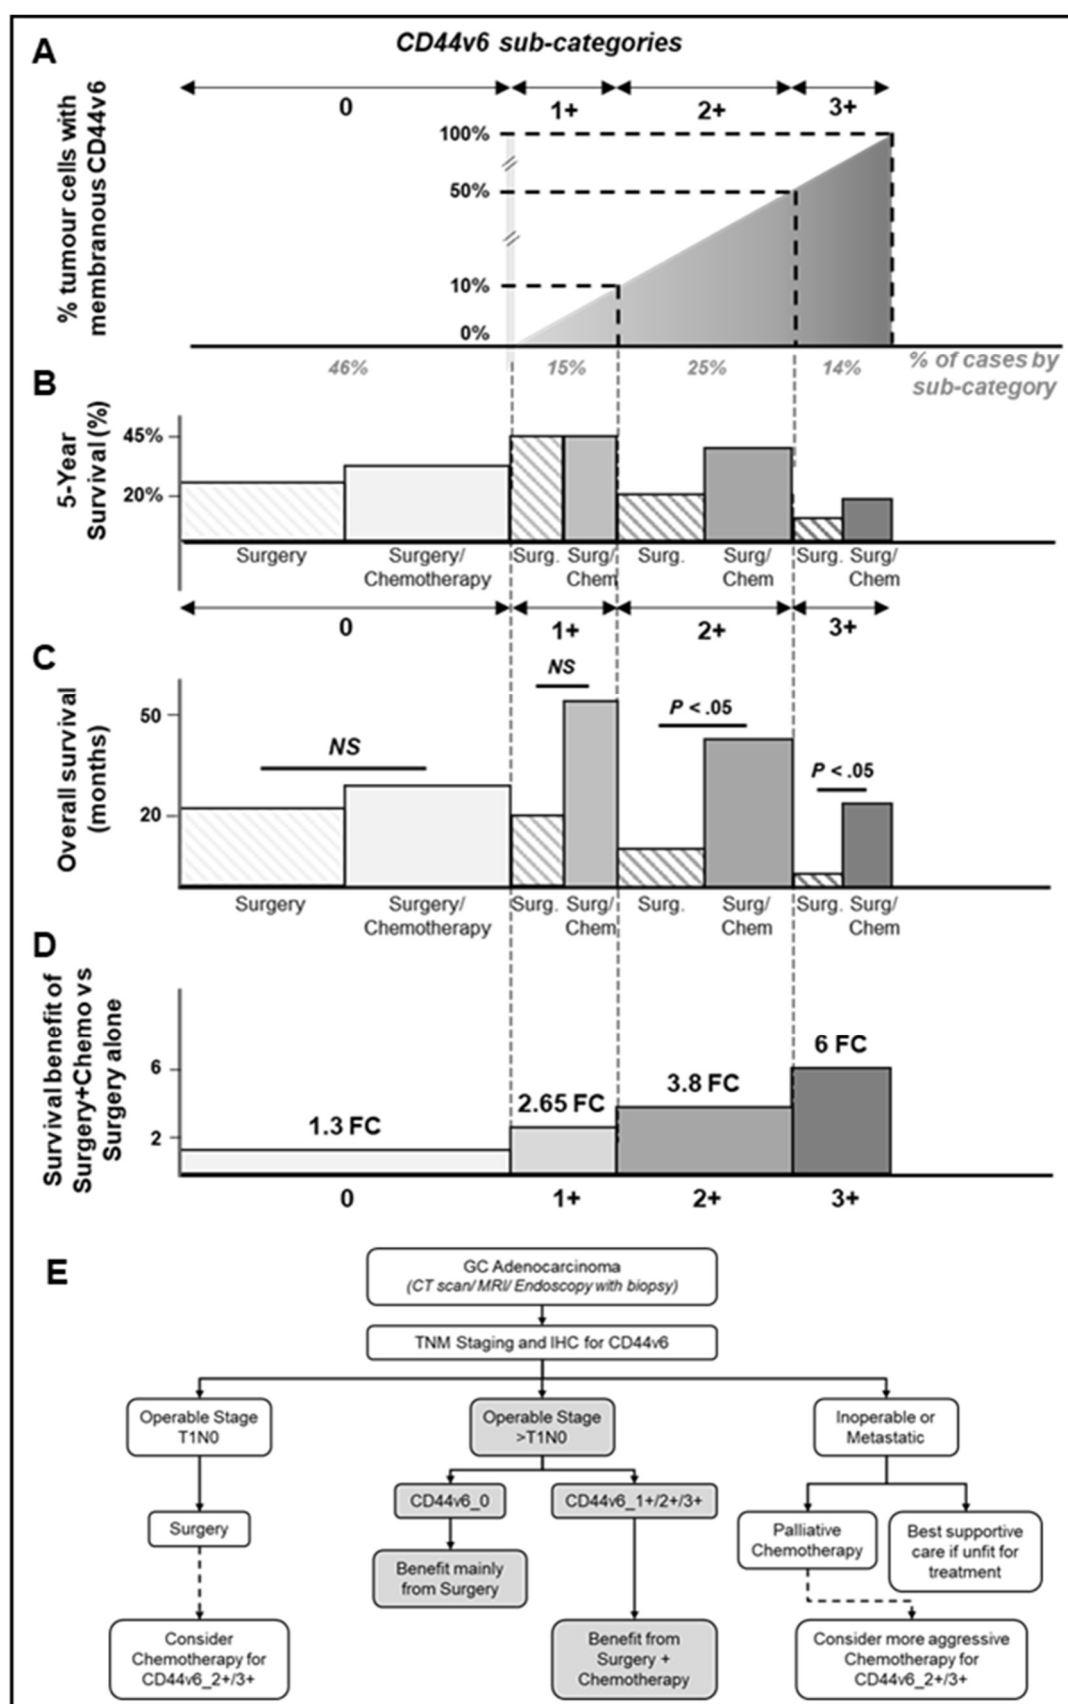 A
CD44v6 sub-categories
% tumour cells with
membranous CD44v6
0
1+
2+
3+
100%
50%
10%
0%
46%
15%
25%
14%
% of cases by
sub-category
B
5-Year
Survival (%)
45%
20%
Surgery
Surgery/
Chemotherapy
Surg.
Surg/
Chem
Surg.
Surg/
Chem
Surg.
Surg/
Chem
0
1+
2+
3+
C
Overall survival
(months)
50
20
NS
NS
P < .05
P < .05
Surgery
Surgery/
Chemotherapy
Surg.
Surg/
Chem
Surg.
Surg/
Chem
Surg.
Surg/
Chem
D
Survival benefit of
Surgery+Chemo vs
Surgery alone
6
2
1.3 FC
2.65 FC
3.8 FC
6 FC
0
1+
2+
3+
E
GC Adenocarcinoma
(CT scan/ MRI/ Endoscopy with biopsy)
TNM Staging and IHC for CD44v6
Operable Stage
T1N0
Operable Stage
>T1N0
Inoperable or
Metastatic
CD44v6_0
CD44v6_1+/2+/3+
Surgery
Palliative
Chemotherapy
Best supportive
care if unfit for
treatment
Benefit mainly
from Surgery
Consider
Chemotherapy for
CD44v6_2+/3+
Benefit from
Surgery +
Chemotherapy
Consider more aggressive
Chemotherapy for
CD44v6_2+/3+